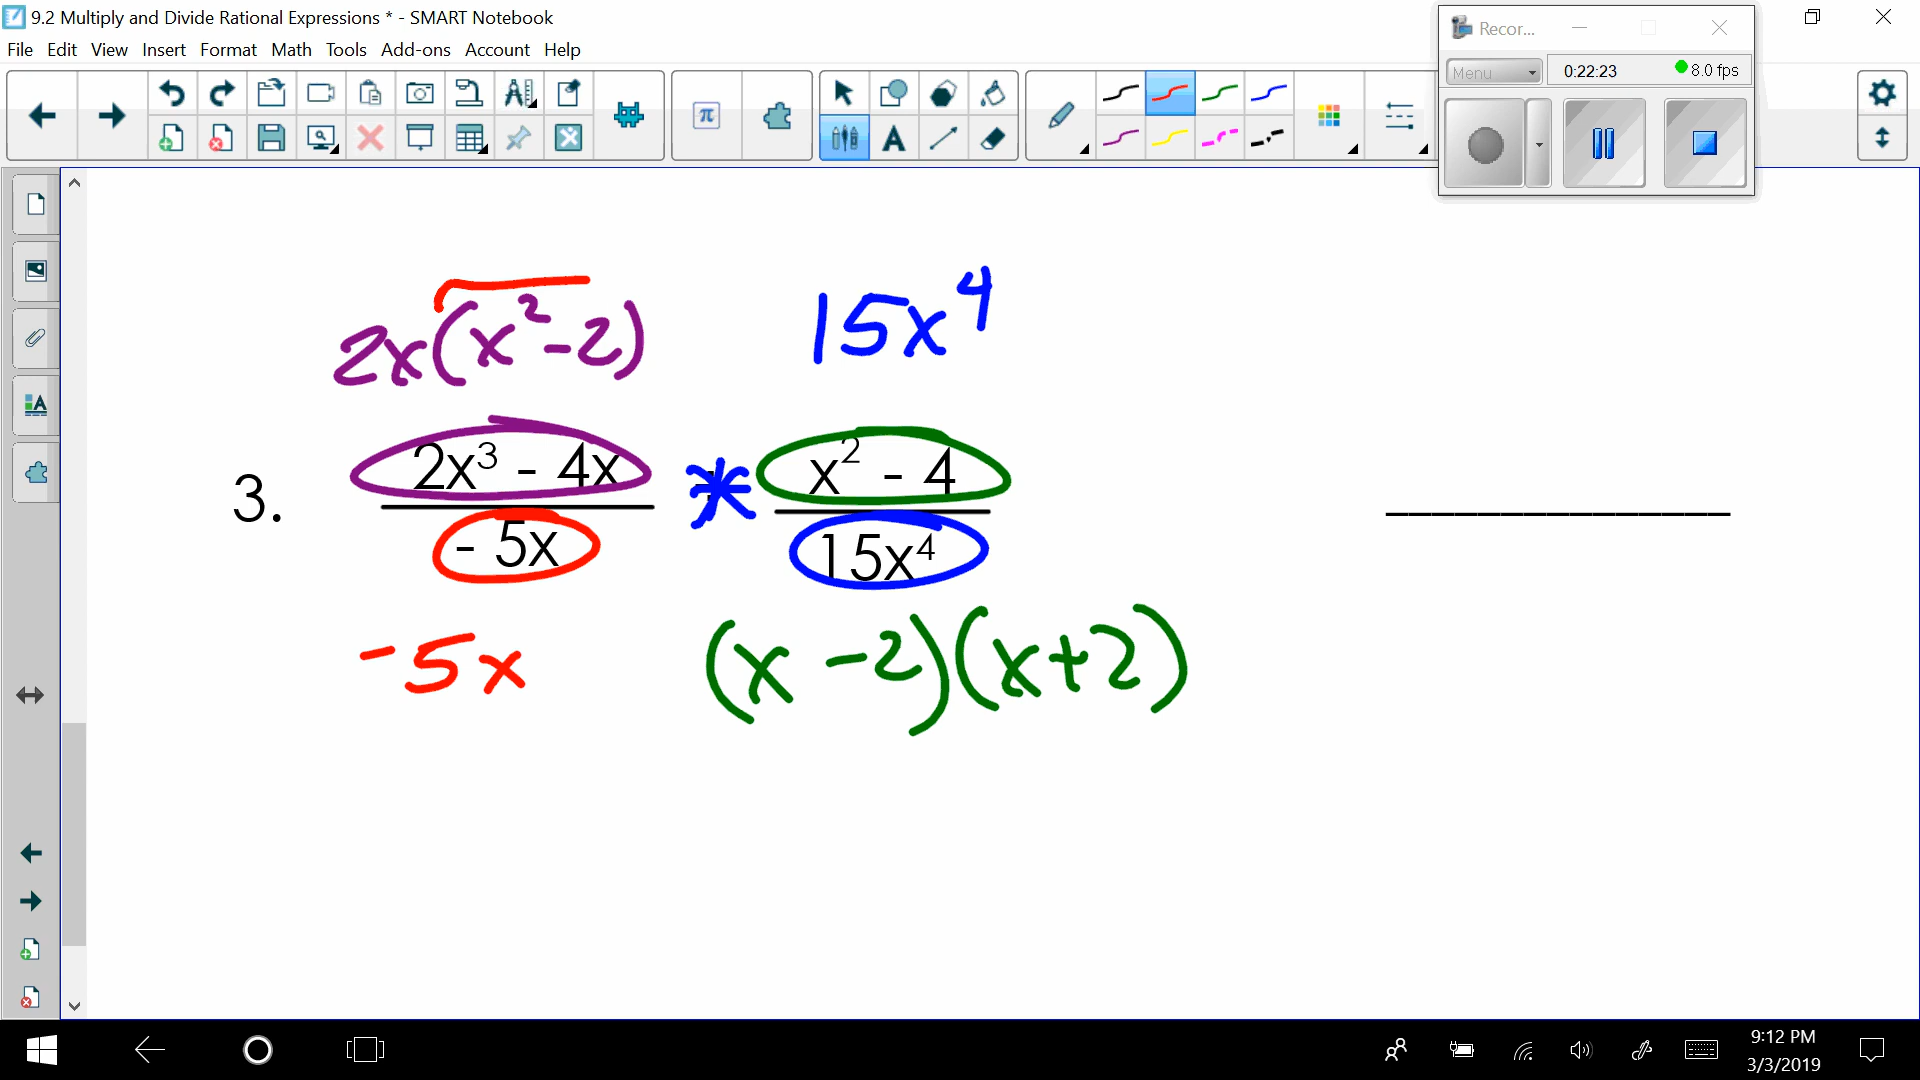 9.2 Multiply and Divide Rational Expressions * - SMART Notebook
File Edit View Insert Format Math Tools Add-ons Account Help
Recor...
Menu 0:22:23 8.0 fps
π
A
A
2x(x² - 2) 15x⁴
3. 2x³ - 4x * x² - 4 _______________
- 5x 15x⁴
-5x (x - 2)(x + 2)
9:12 PM
3/3/2019